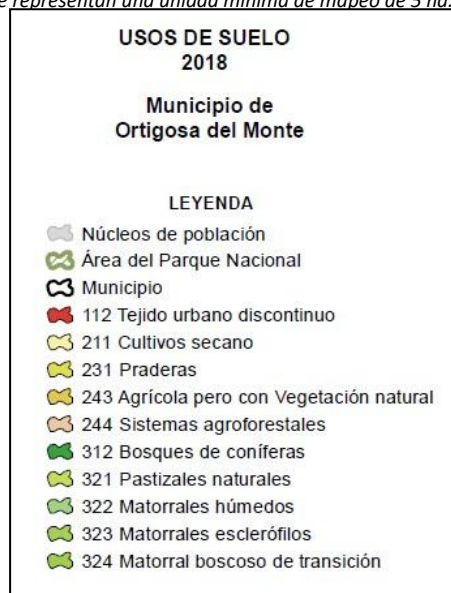 e representan una unidad mínima de mapeo de 5 ha.
USOS DE SUELO
2018
Municipio de
Ortigosa del Monte
LEYENDA
Núcleos de población
Área del Parque Nacional
Municipio
112 Tejido urbano discontinuo
211 Cultivos secano
231 Praderas
243 Agrícola pero con Vegetación natural
244 Sistemas agroforestales
312 Bosques de coníferas
321 Pastizales naturales
322 Matorrales húmedos
323 Matorrales esclerófilos
324 Matorral boscoso de transición